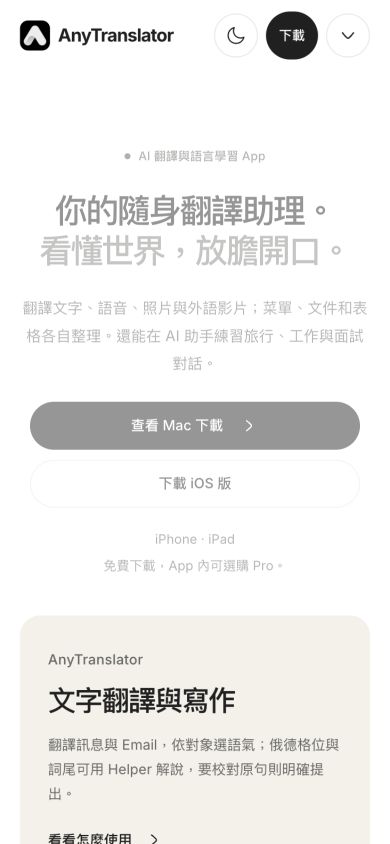 AnyTranslator
下載
AI 翻譯與語言學習 App
你的隨身翻譯助理。
看懂世界，放膽開口。
翻譯文字、語音、照片與外語影片；菜單、文件和表
格各自整理。還能在 AI 助手練習旅行、工作與面試
對話。
查看 Mac 下載
下載 iOS 版
iPhone · iPad
免費下載，App 內可選購 Pro。
AnyTranslator
文字翻譯與寫作
翻譯訊息與 Email，依對象選語氣；俄德格位與
詞尾可用 Helper 解說，要校對原句則明確提
出。
看看怎麼使用